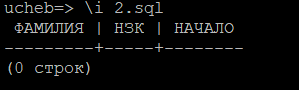 ucheb=> \i 2.sql
ФАМИЛИЯ | НЗК | НАЧАЛО
---------+-----+--------
(0 строк)